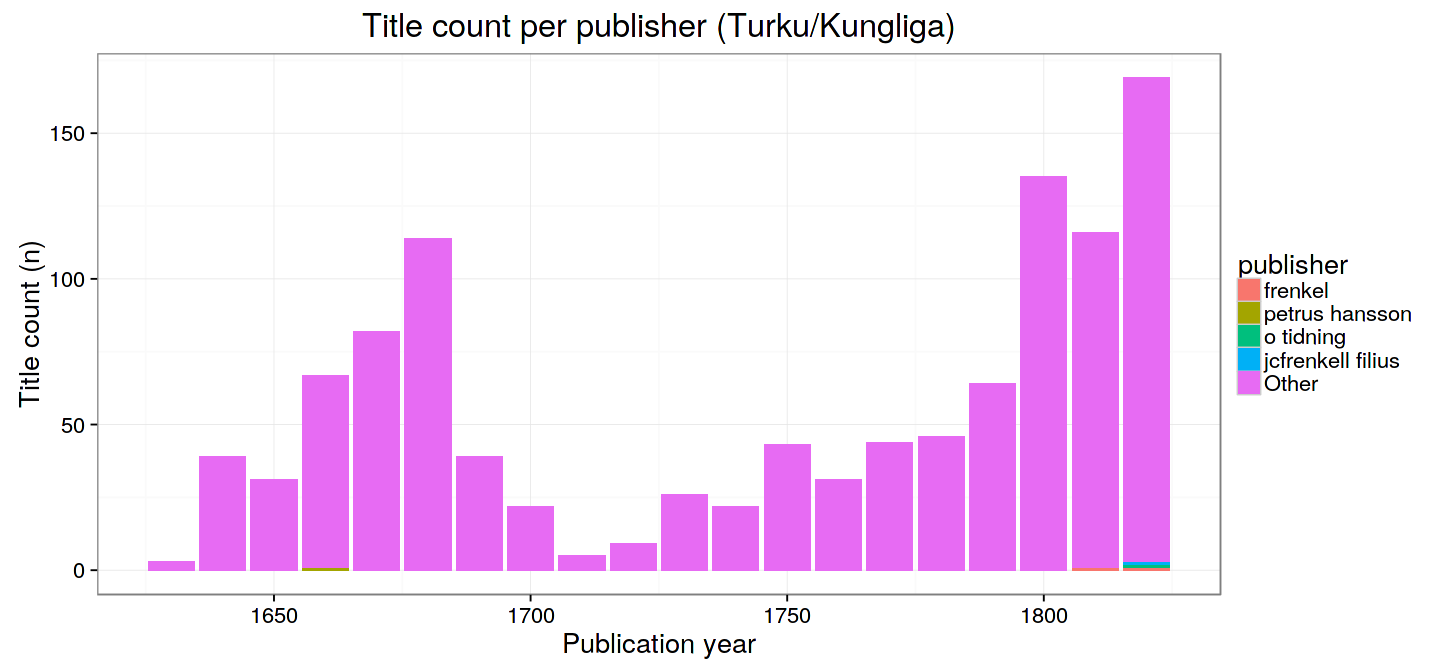 Title count per publisher (Turku/Kungliga)
Title count (n)
150
100
50
0
1650
1700
1750
1800
Publication year
publisher
frenkel
petrus hansson
o tidning
jcfrenkell filius
Other